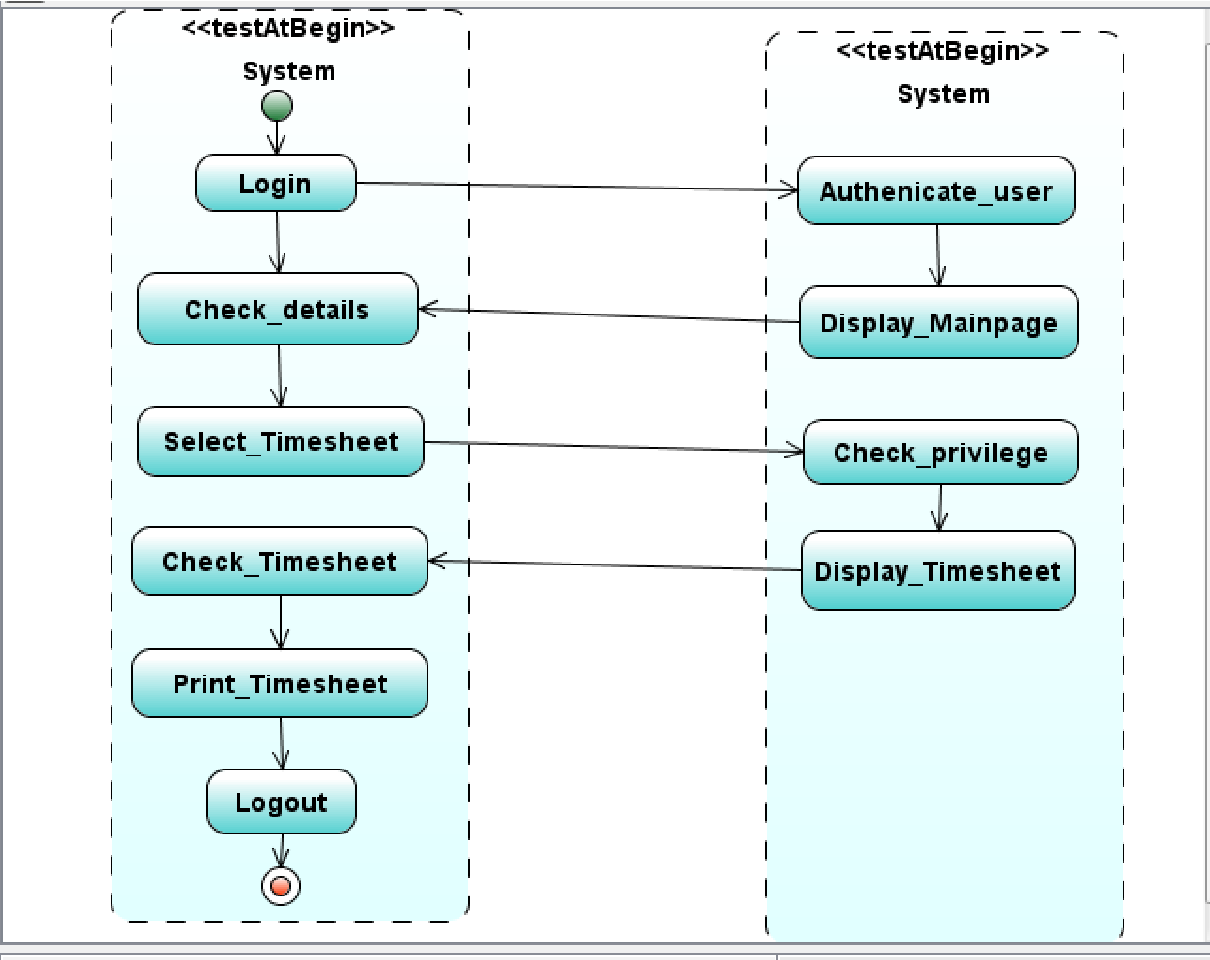 <<testAtBegin>>
System
Login
Check_details
Select_Timesheet
Check_Timesheet
Print_Timesheet
Logout
<<testAtBegin>>
System
Authenicate_user
Display_Mainpage
Check_privilege
Display_Timesheet